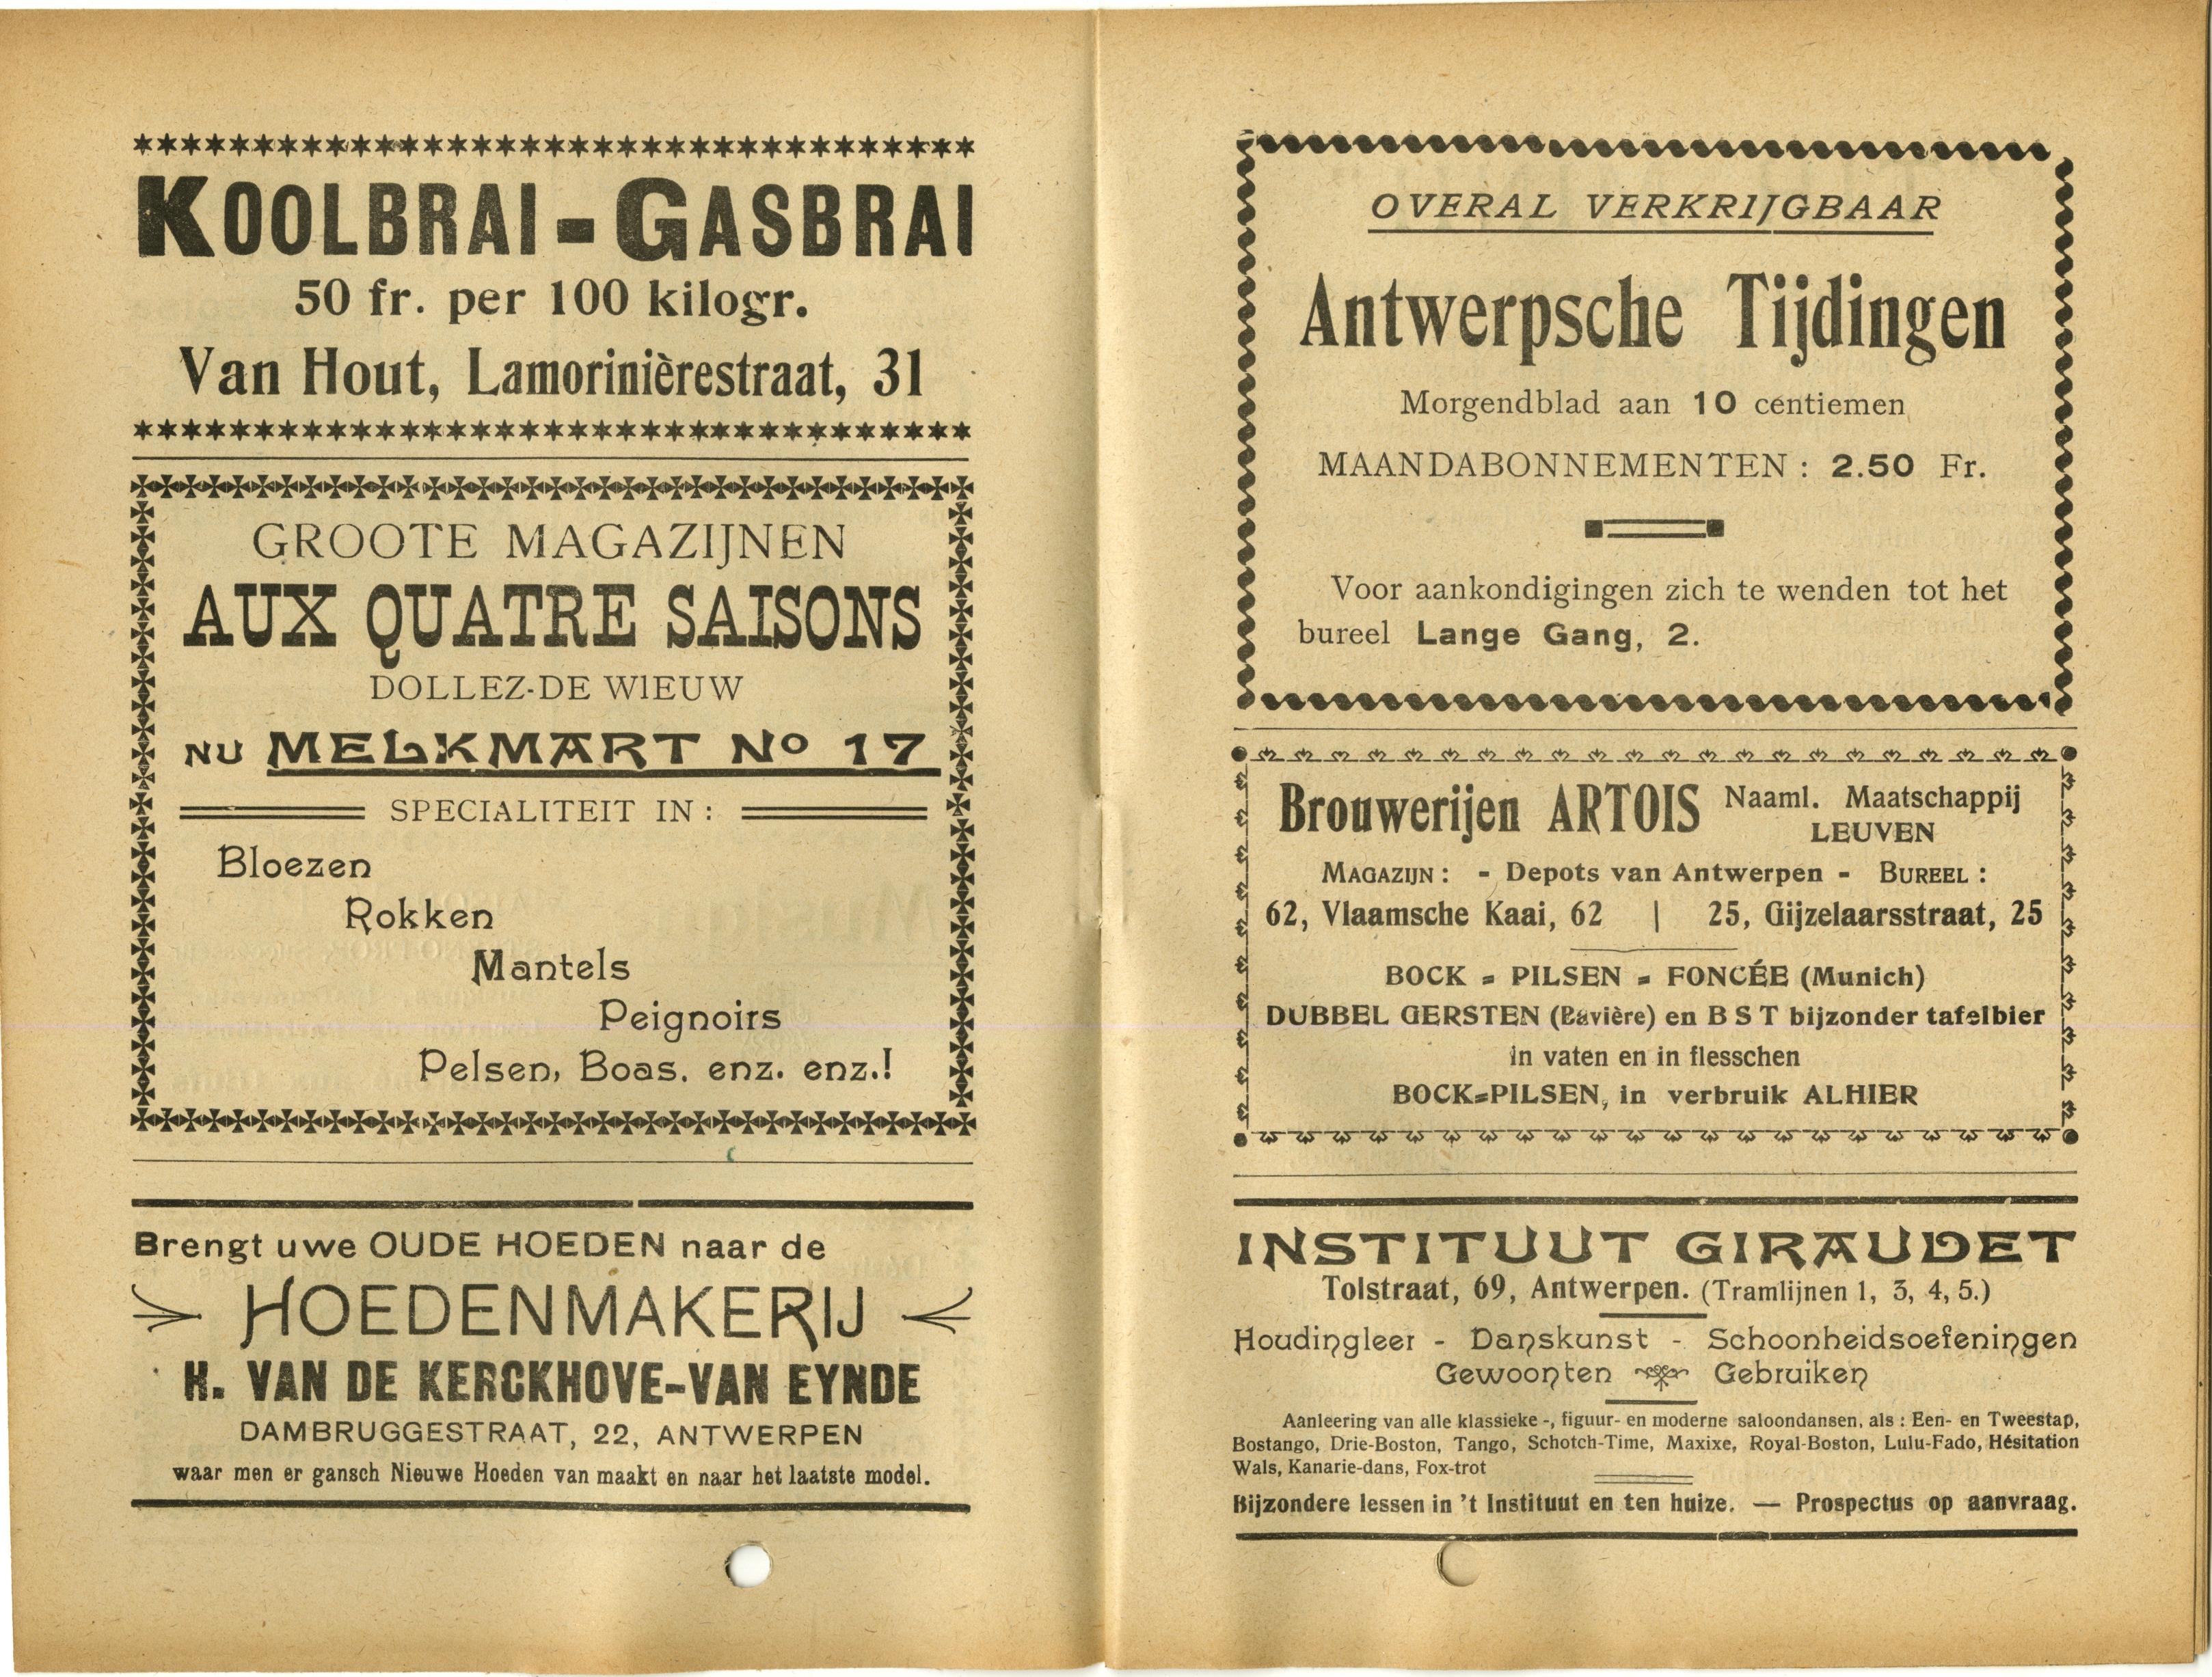 KOOLBRAI - GASBRAI
50 fr. per 100 kilogr.
Van Hout, Lamorinièrestraat, 31
GROOTE MAGAZIJNEN
AUX QUATRE SAISONS
DOLLEZ-DE WIEUW
NU MELKMART No 17
SPECIALITEIT IN :
Bloezen
Rokken
Mantels
Peignoirs
Pelsen, Boas. enz. enz.!
Brengt uwe OUDE HOEDEN naar de
HOEDENMAKERIJ
H. VAN DE KERCKHOVE-VAN EYNDE
DAMBRUGGESTRAAT, 22, ANTWERPEN
waar men er gansch Nieuwe Hoeden van maakt en naar het laatste model.
OVERAL VERKRIJGBAAR
Antwerpsche Tijdingen
Morgendblad aan 10 centiemen
MAANDABONNEMENTEN : 2.50 Fr.
Voor aankondigingen zich te wenden tot het
bureel Lange Gang, 2.
Brouwerijen ARTOIS Naaml. Maatschappij
LEUVEN
MAGAZIJN : - Depots van Antwerpen - BUREEL :
62, Vlaamsche Kaai, 62 | 25, Gijzelaarsstraat, 25
BOCK = PILSEN = FONCÉE (Munich)
DUBBEL GERSTEN (Bavière) en B S T bijzonder tafelbier
in vaten en in flesschen
BOCK=PILSEN, in verbruik ALHIER
INSTITUUT GIRAUDET
Tolstraat, 69, Antwerpen. (Tramlijnen 1, 3, 4, 5.)
Houdingleer - Danskunst - Schoonheidsoefeningen
Gewoonten Gebruiken
Aanleering van alle klassieke -, figuur- en moderne saloondansen, als : Een- en Tweestap,
Bostango, Drie-Boston, Tango, Schotch-Time, Maxixe, Royal-Boston, Lulu-Fado, Hésitation
Wals, Kanarie-dans, Fox-trot
Bijzondere lessen in 't Instituut en ten huize. — Prospectus op aanvraag.